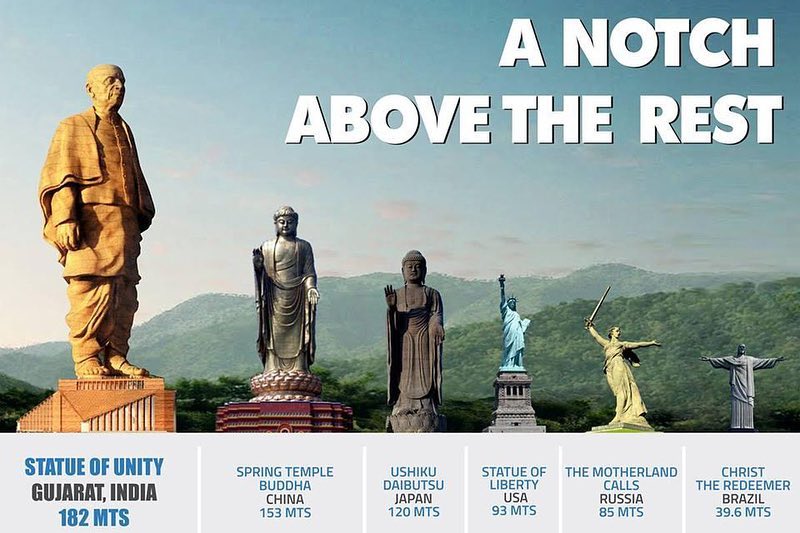 A NOTCH
ABOVE THE REST
STATUE OF UNITY
GUJARAT, INDIA
182 MTS
SPRING TEMPLE
BUDDHA
CHINA
153 MTS
USHIKU
DAIBUTSU
JAPAN
120 MTS
STATUE OF
LIBERTY
USA
93 MTS
THE MOTHERLAND
CALLS
RUSSIA
85 MTS
CHRIST
THE REDEEMER
BRAZIL
39.6 MTS